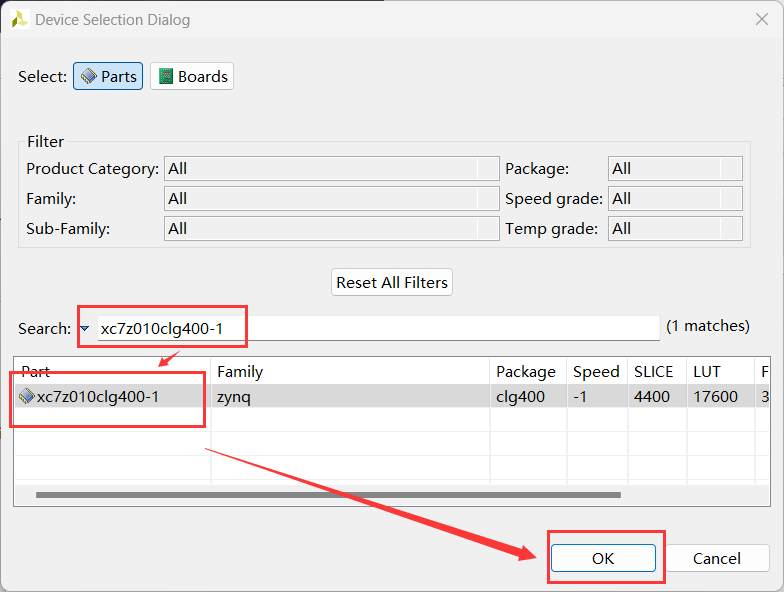 Device Selection Dialog
Select: Parts Boards
Filter
Product Category: All Package: All
Family: All Speed grade: All
Sub-Family: All Temp grade: All
Reset All Filters
Search: xc7z010clg400-1 (1 matches)
Part Family Package Speed SLICE LUT F
xc7z010clg400-1 zynq clg400 -1 4400 17600 3
OK Cancel